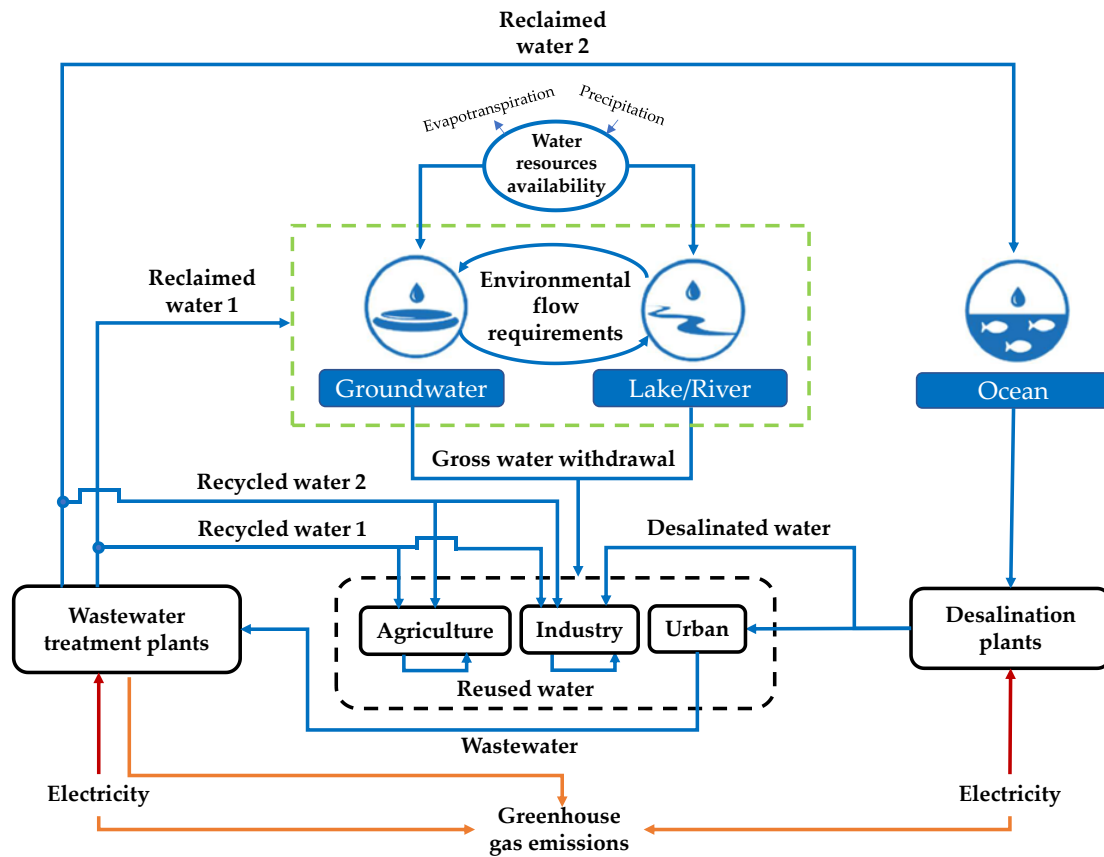 Reclaimed
water 2
Evapotranspiration
Precipitation
Water
resources
availability
Reclaimed
water 1
Environmental
flow
requirements
Groundwater
Lake/River
Ocean
Gross water withdrawal
Recycled water 2
Recycled water 1
Desalinated water
Wastewater
treatment plants
Agriculture
Industry
Urban
Desalination
plants
Reused water
Wastewater
Electricity
Electricity
Greenhouse
gas emissions